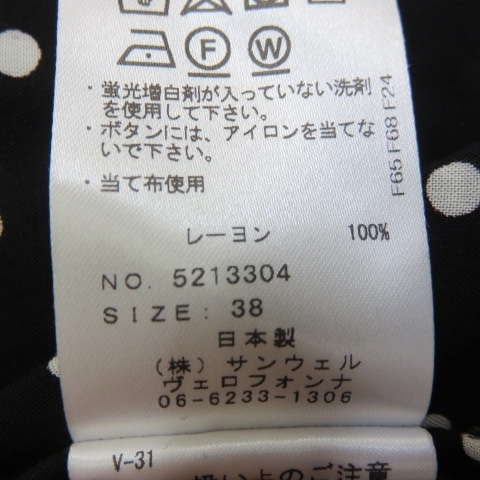 F W
・蛍光増白剤が入っていない洗剤
を使用して下さい。
・ボタンには、アイロンを当てな
いで下さい。
・当て布使用
F65 F68 F24
レーヨン 100%
NO. 5213304
SIZE: 38
日本製
(株) サンウェル
ヴェロフォンナ
06-6233-1306
V-31
のご注意